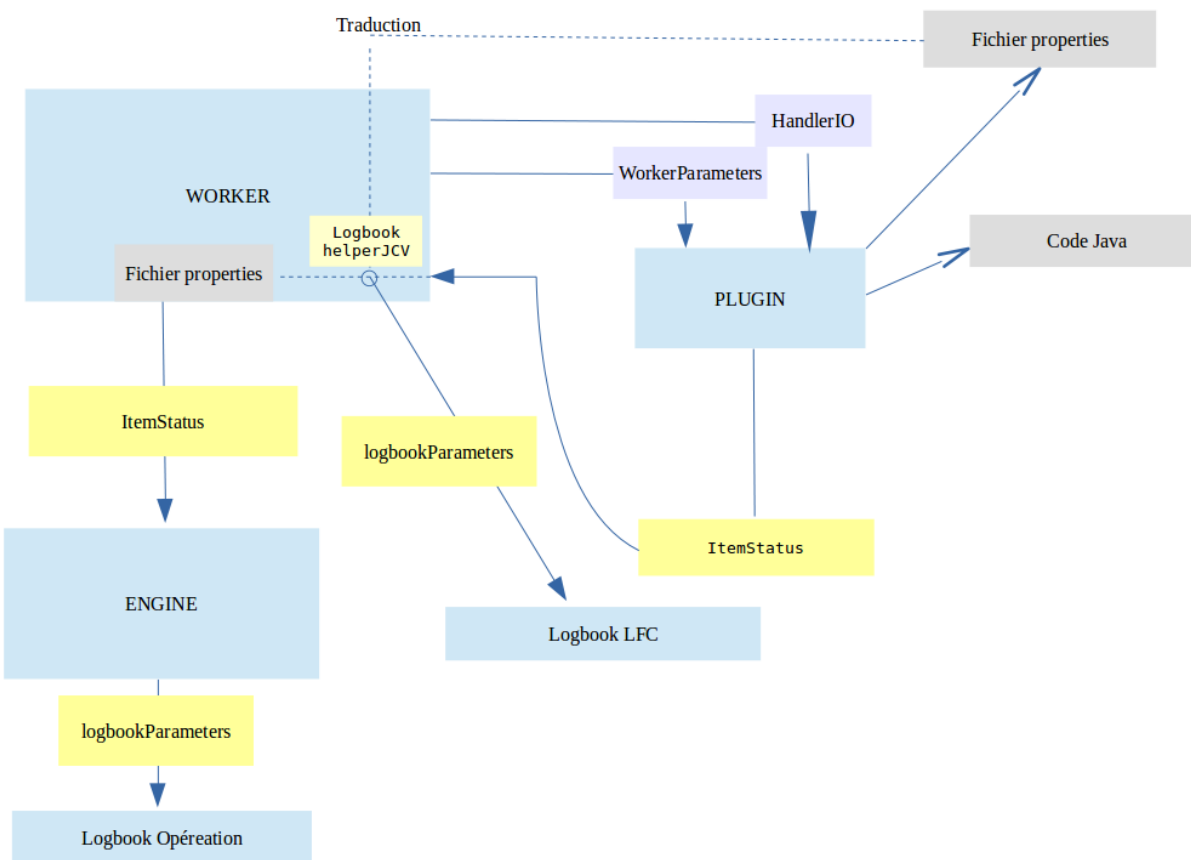 Traduction
Fichier properties
HandlerIO
WorkerParameters
WORKER
Logbook
helperJCV
Fichier properties
Code Java
PLUGIN
ItemStatus
logbookParameters
ItemStatus
ENGINE
Logbook LFC
logbookParameters
Logbook Opéreation